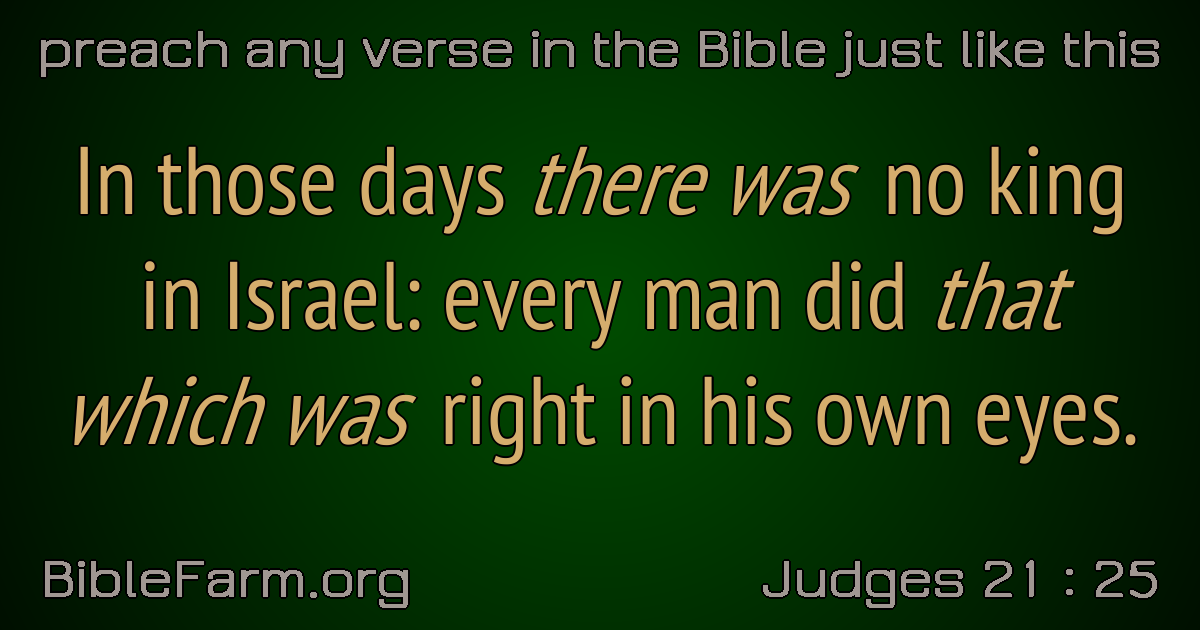 preach any verse in the Bible just like this
In those days there was no king
in Israel: every man did that
which was right in his own eyes.
BibleFarm.org
Judges 21 : 25